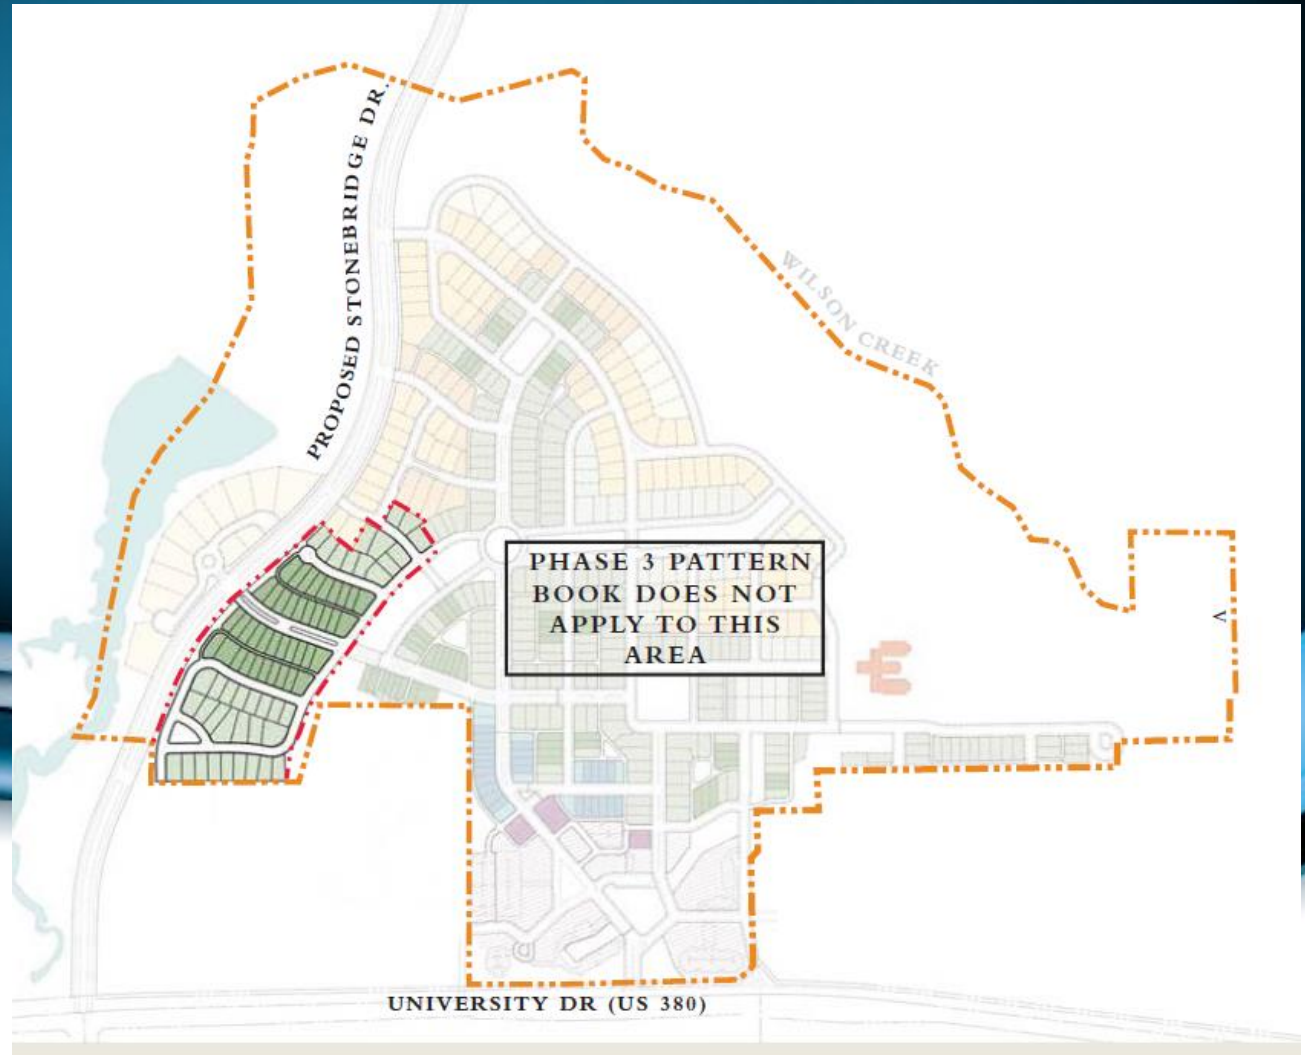 PROPOSED STONEBRIDGE DR.
WILSON CREEK
PHASE 3 PATTERN
BOOK DOES NOT
APPLY TO THIS
AREA
V
UNIVERSITY DR (US 380)